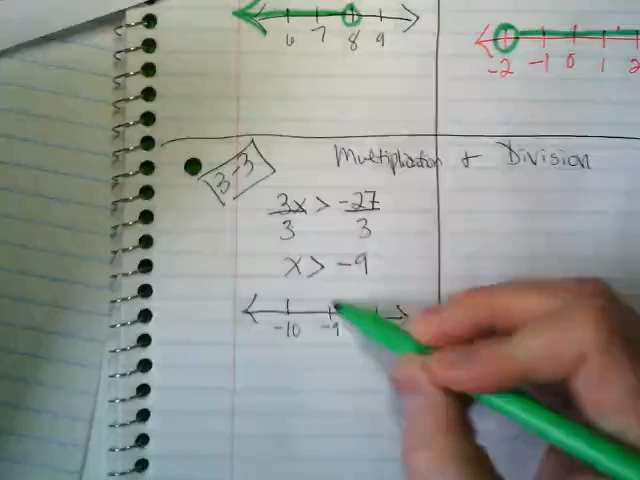 6 7 8 9
-2 -1 0 1 2
3-3
Multiplication + Division
3x > -27
3 3
x > -9
-10 -9